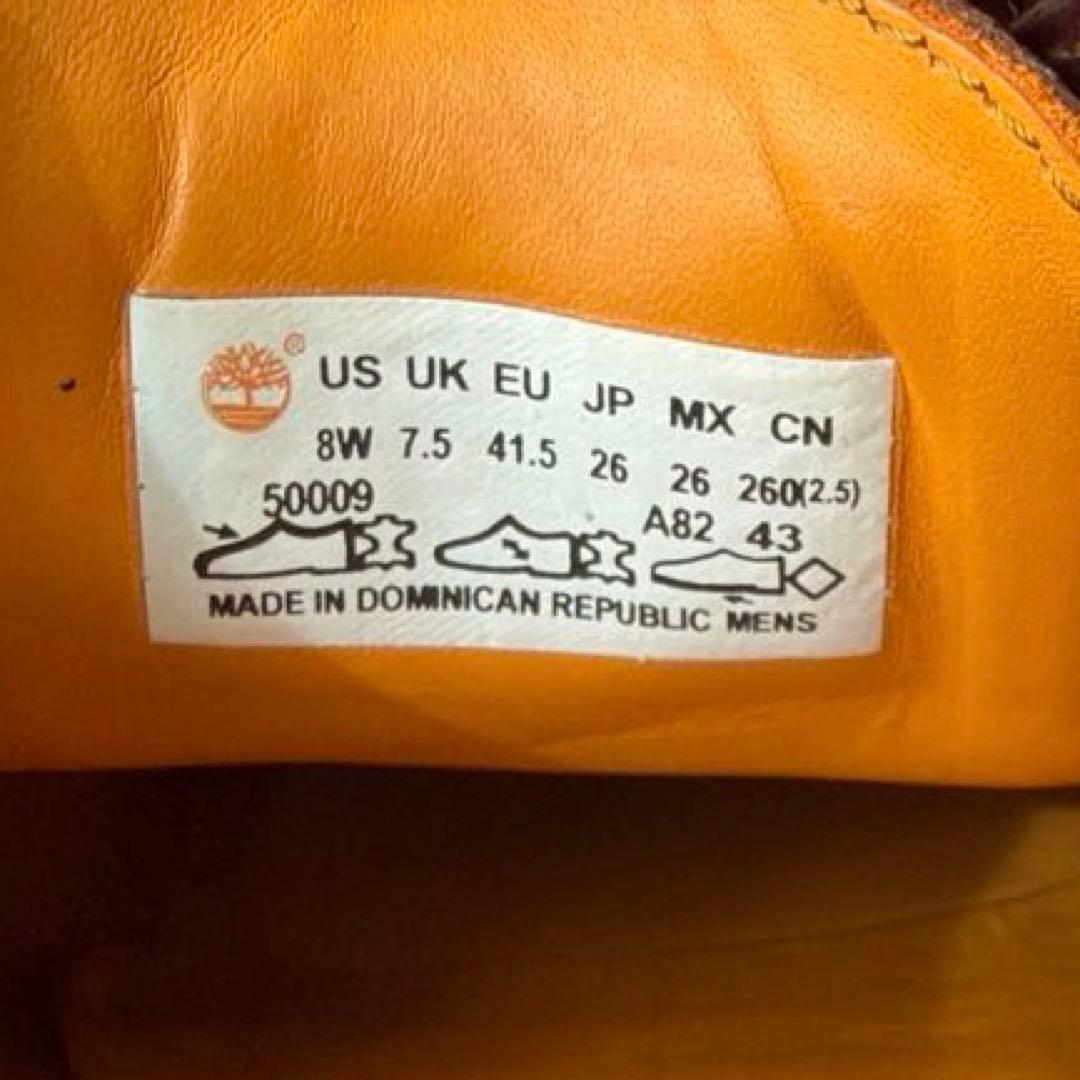 ® US UK EU JP MX CN
8W 7.5 41.5 26 26 260(2.5)
50009 A82 43
MADE IN DOMINICAN REPUBLIC MENS